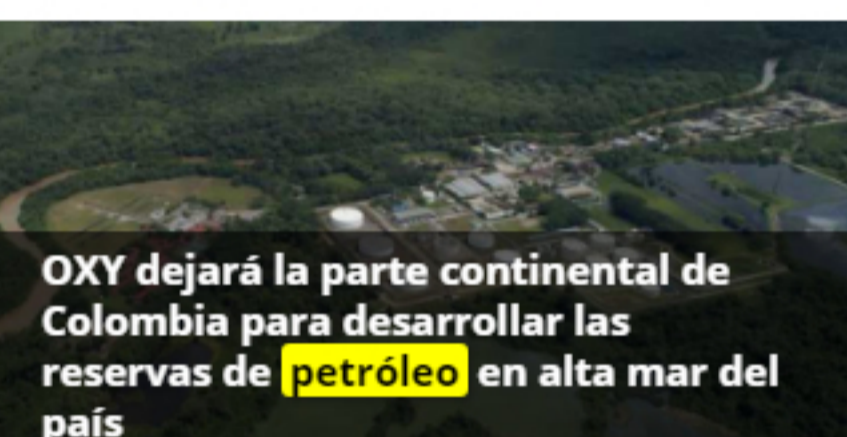 OXY dejará la parte continental de
Colombia para desarrollar las
reservas de petróleo en alta mar del
país